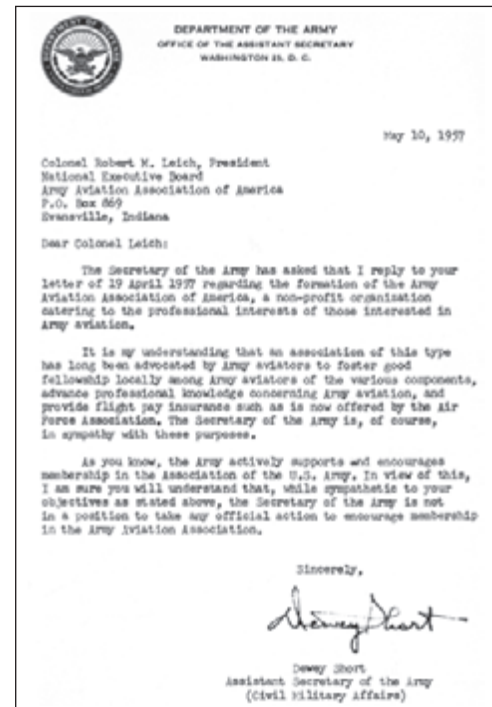 DEPARTMENT OF THE ARMY
OFFICE OF THE ASSISTANT SECRETARY
WASHINGTON 25, D. C.
May 10, 1957
Colonel Robert M. Leich, President
National Executive Board
Army Aviation Association of America
P.O. Box 869
Evansville, Indiana
Dear Colonel Leich:
The Secretary of the Army has asked that I reply to your
letter of 19 April 1957 regarding the formation of the Army
Aviation Association of America, a non-profit organization
catering to the professional interests of those interested in
Army aviation.
It is my understanding that an association of this type
has long been advocated by Army aviators to foster good
fellowship locally among Army aviators of the various components,
advance professional knowledge concerning Army aviation, and
provide flight pay insurance such as is now offered by the Air
Force Association. The Secretary of the Army is, of course,
in sympathy with these purposes.
As you know, the Army actively supports and encourages
membership in the Association of the U.S. Army. In view of this,
I am sure you will understand that, while sympathetic to your
objectives as stated above, the Secretary of the Army is not
in a position to take any official action to encourage membership
in the Army Aviation Association.
Sincerely,
Dewey Short
Dewey Short
Assistant Secretary of the Army
(Civil Military Affairs)